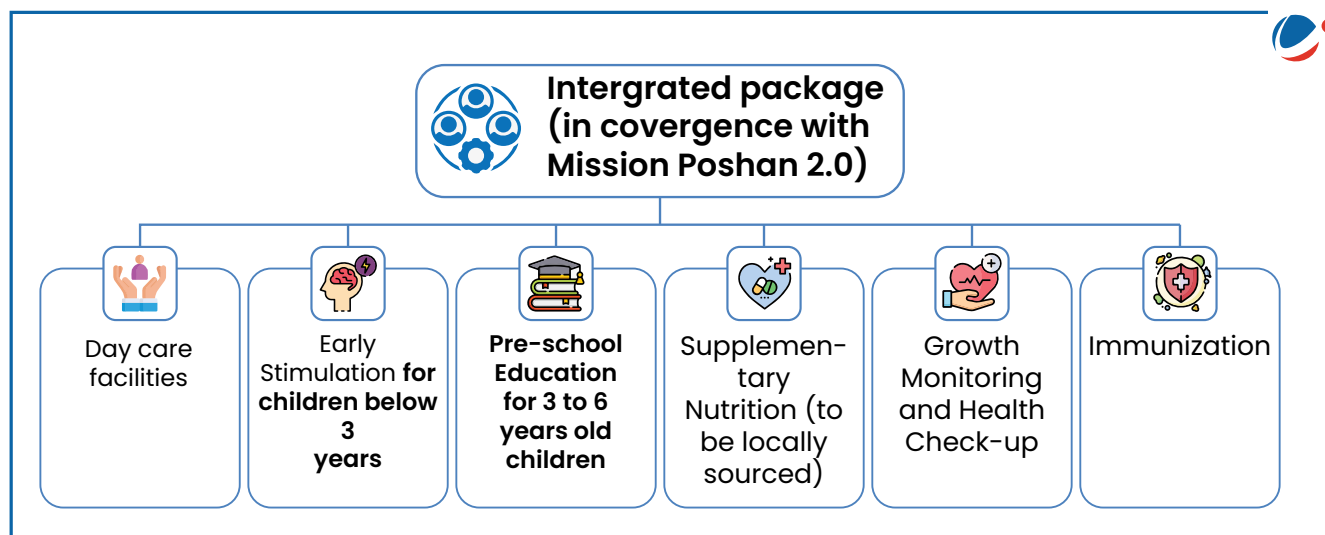 Intergrated package
(in covergence with
Mission Poshan 2.0)
Day care
facilities
Early
Stimulation for
children below
3
years
Pre-school
Education
for 3 to 6
years old
children
Supplemen-
tary
Nutrition (to
be locally
sourced)
Growth
Monitoring
and Health
Check-up
Immunization